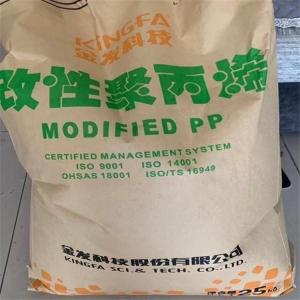 KINGFA
金发科技
改性聚丙烯
MODIFIED PP
CERTIFIED MANAGEMENT SYSTEM
ISO 9001 ISO 14001
OHSAS 18001 ISO/TS 16949
金发科技股份有限公司
KINGFA SCI.& TECH. CO.,LTD.
25KG